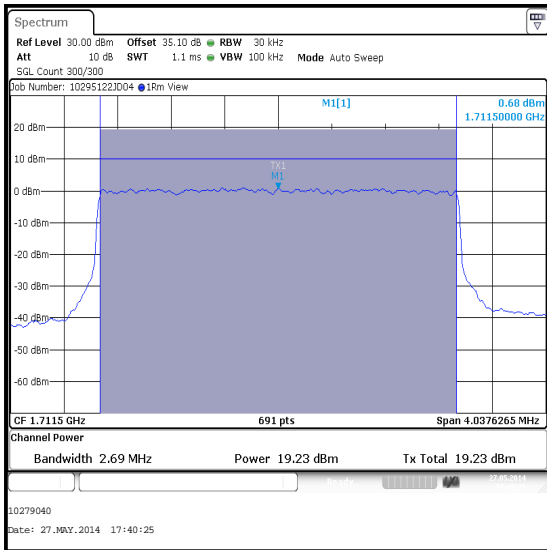 Spectrum
Ref Level 30.00 dBm Offset 35.10 dB RBW 30 kHz
Att 10 dB SWT 1.1 ms VBW 100 kHz Mode Auto Sweep
SGL Count 300/300
Job Number: 10295122JD04 1Rm View
M1[1] 0.68 dBm
1.71150000 GHz
20 dBm
10 dBm
TX1
M1
0 dBm
-10 dBm
-20 dBm
-30 dBm
-40 dBm
-50 dBm
-60 dBm
CF 1.7115 GHz 691 pts Span 4.0376265 MHz
Channel Power
Bandwidth 2.69 MHz Power 19.23 dBm Tx Total 19.23 dBm
Ready 27.05.2014
10279040
Date: 27.MAY.2014 17:40:25